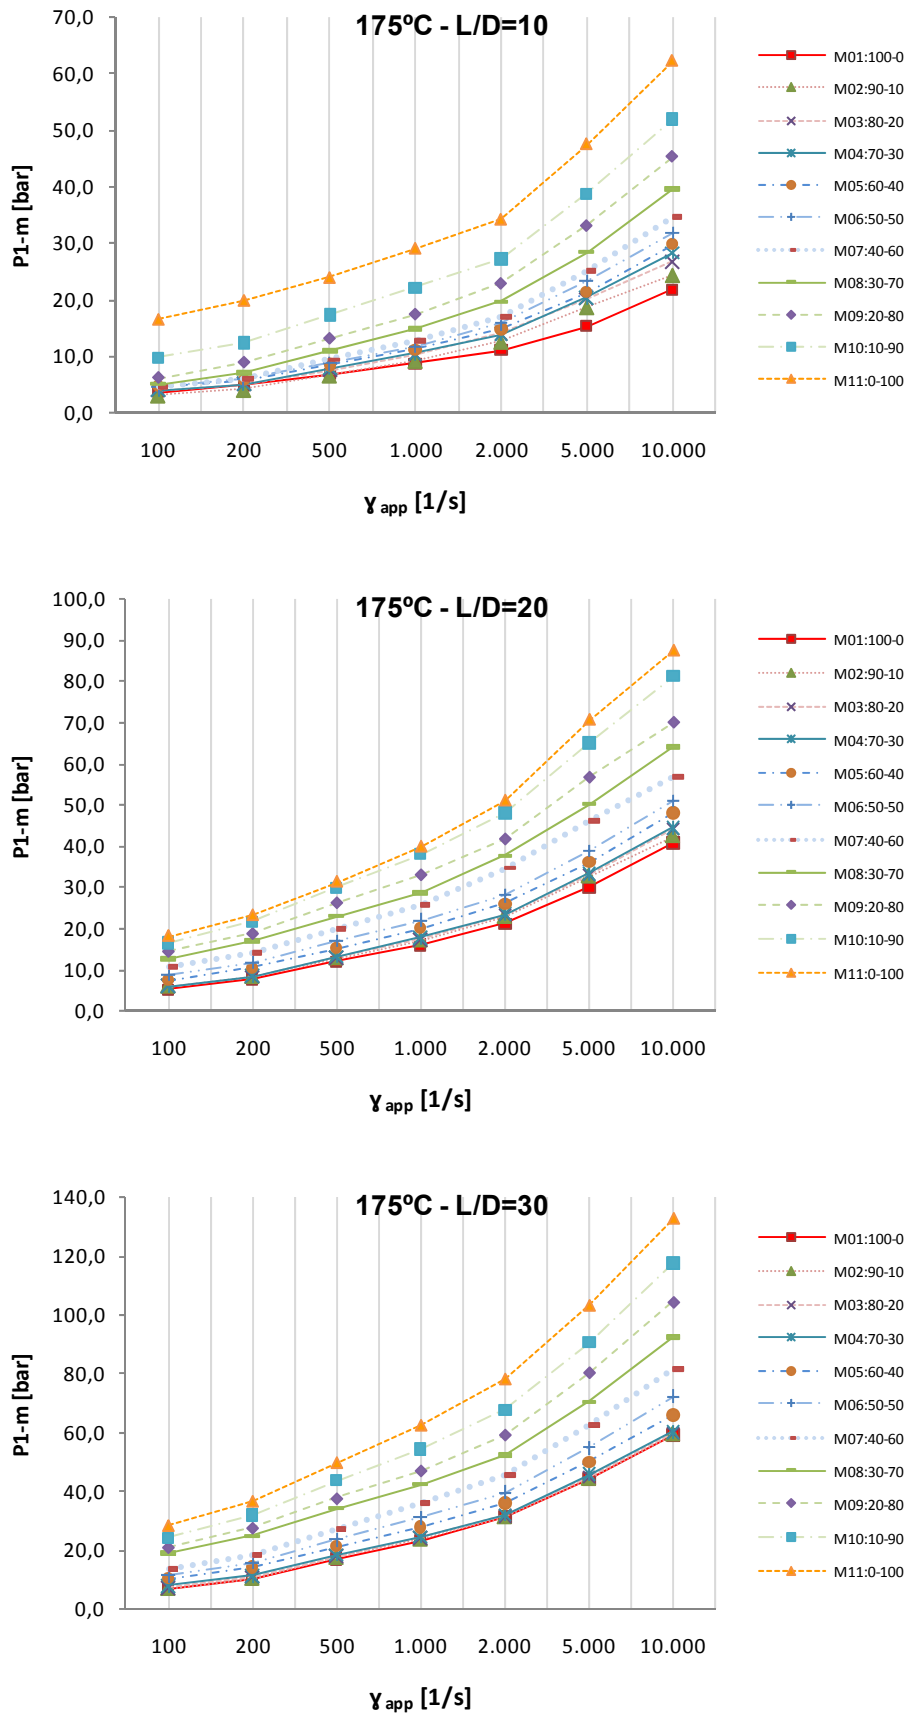 175ºC - L/D=10
P1-m [bar]
70,0
60,0
50,0
40,0
30,0
20,0
10,0
0,0
100 200 500 1.000 2.000 5.000 10.000
ɣ app [1/s]
M01:100-0
M02:90-10
M03:80-20
M04:70-30
M05:60-40
M06:50-50
M07:40-60
M08:30-70
M09:20-80
M10:10-90
M11:0-100
175ºC - L/D=20
P1-m [bar]
100,0
90,0
80,0
70,0
60,0
50,0
40,0
30,0
20,0
10,0
0,0
100 200 500 1.000 2.000 5.000 10.000
ɣ app [1/s]
M01:100-0
M02:90-10
M03:80-20
M04:70-30
M05:60-40
M06:50-50
M07:40-60
M08:30-70
M09:20-80
M10:10-90
M11:0-100
175ºC - L/D=30
P1-m [bar]
140,0
120,0
100,0
80,0
60,0
40,0
20,0
0,0
100 200 500 1.000 2.000 5.000 10.000
ɣ app [1/s]
M01:100-0
M02:90-10
M03:80-20
M04:70-30
M05:60-40
M06:50-50
M07:40-60
M08:30-70
M09:20-80
M10:10-90
M11:0-100